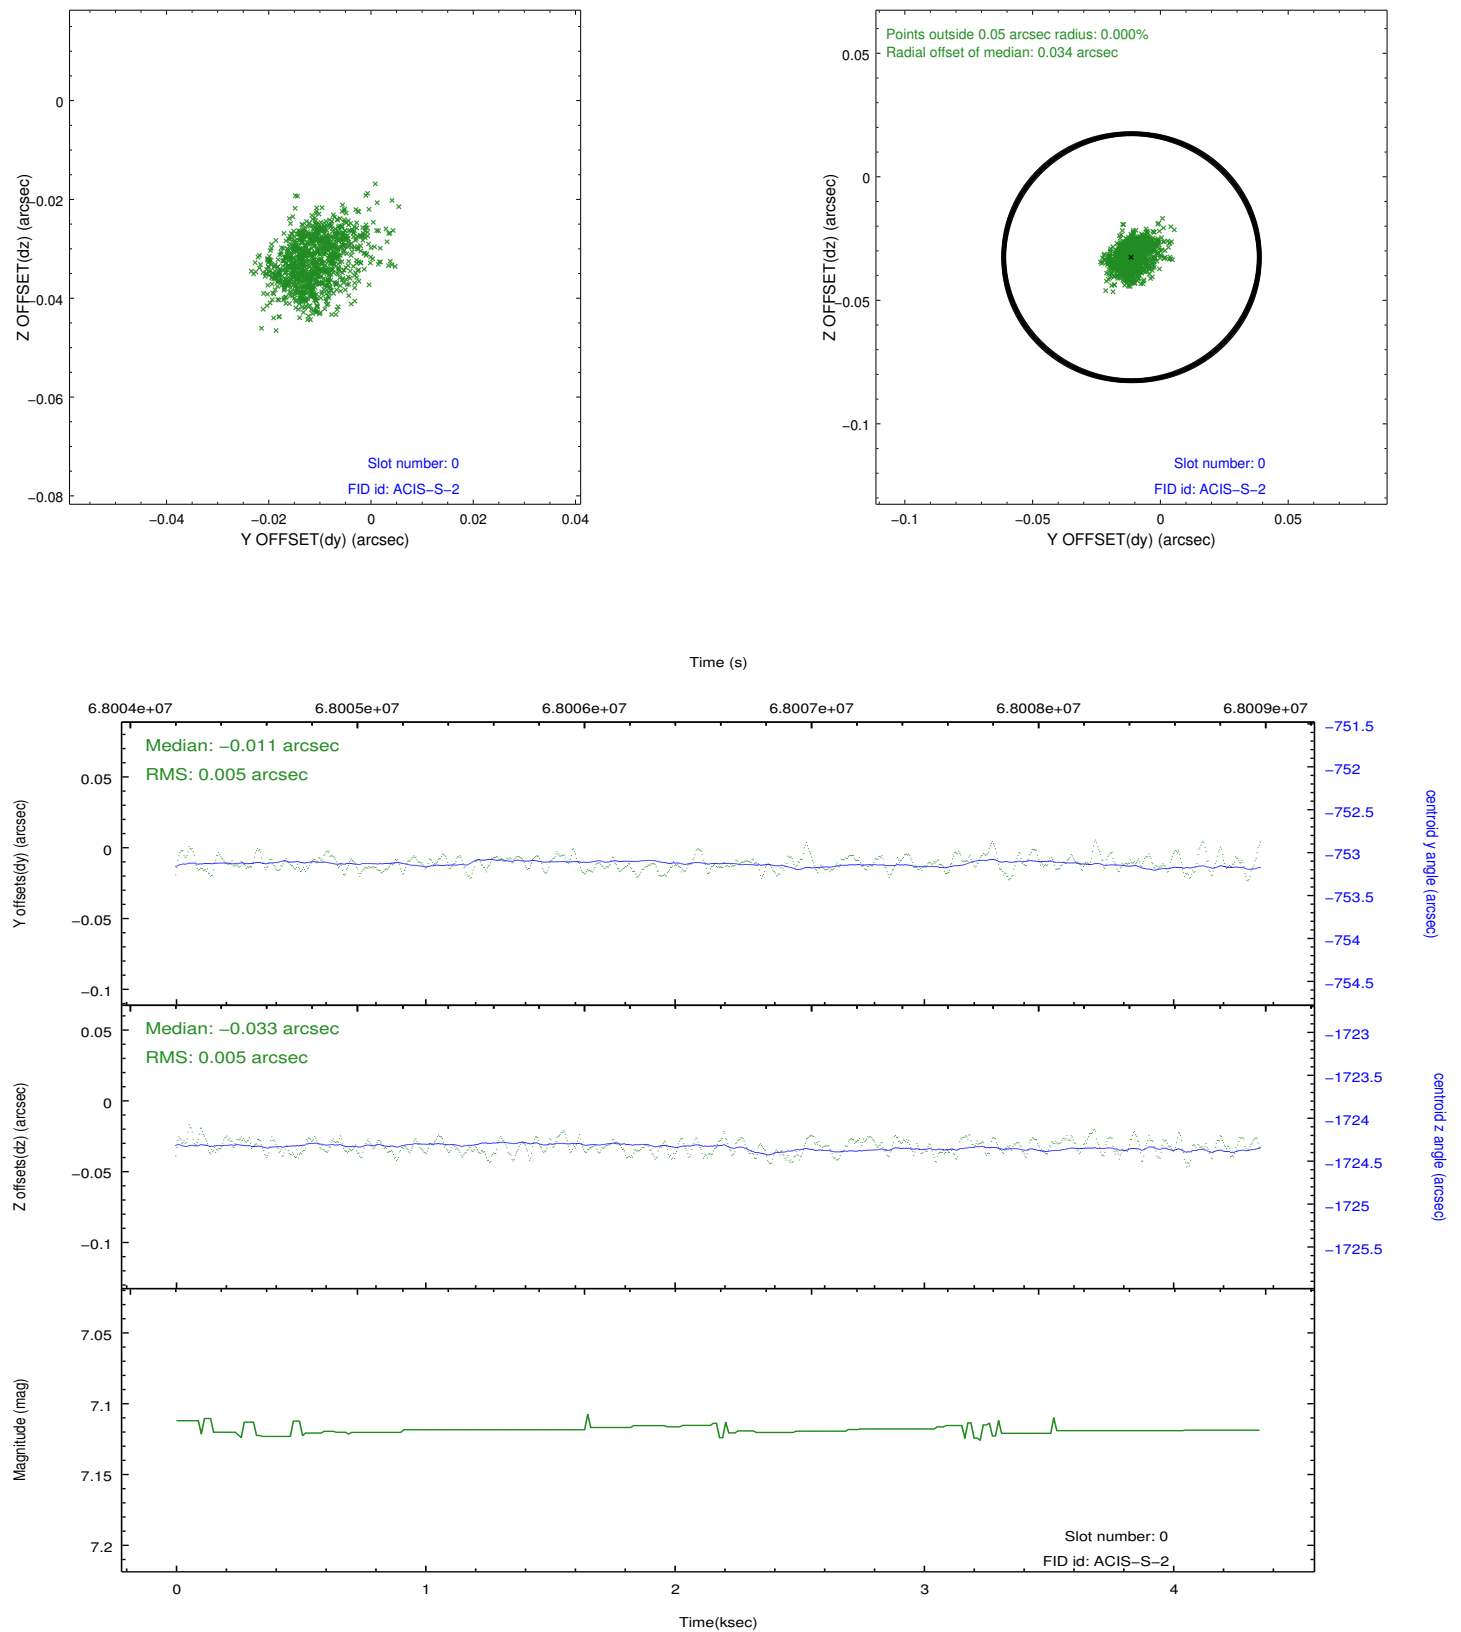 0
−0.02
−0.04
−0.06
−0.08
Z OFFSET(dz) (arcsec)
Slot number: 0
FID id: ACIS−S−2
−0.04
−0.02
0
0.02
0.04
Y OFFSET(dy) (arcsec)
Points outside 0.05 arcsec radius: 0.000%
Radial offset of median: 0.034 arcsec
0.05
0
−0.05
−0.1
Z OFFSET(dz) (arcsec)
Slot number: 0
FID id: ACIS−S−2
−0.1
−0.05
0
0.05
Y OFFSET(dy) (arcsec)
Time (s)
6.8004e+07
6.8005e+07
6.8006e+07
6.8007e+07
6.8008e+07
6.8009e+07
Median: −0.011 arcsec
RMS: 0.005 arcsec
0.05
0
−0.05
−0.1
Y offsets(dy) (arcsec)
−751.5
−752
−752.5
−753
−753.5
−754
−754.5
centroid y angle (arcsec)
Median: −0.033 arcsec
RMS: 0.005 arcsec
0.05
0
−0.05
−0.1
Z offsets(dz) (arcsec)
−1723
−1723.5
−1724
−1724.5
−1725
−1725.5
centroid z angle (arcsec)
7.05
7.1
7.15
7.2
Magnitude (mag)
Slot number: 0
FID id: ACIS−S−2
0
1
2
3
4
Time(ksec)